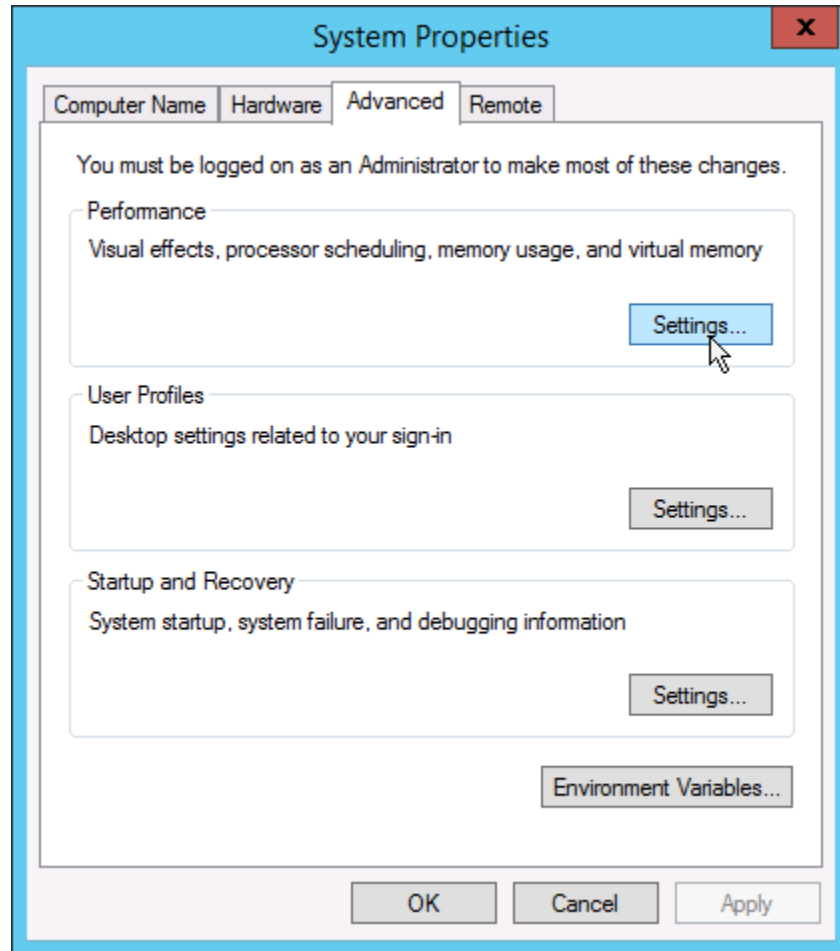 System Properties
x
Computer Name Hardware Advanced Remote
You must be logged on as an Administrator to make most of these changes.
Performance
Visual effects, processor scheduling, memory usage, and virtual memory
Settings...
User Profiles
Desktop settings related to your sign-in
Settings...
Startup and Recovery
System startup, system failure, and debugging information
Settings...
Environment Variables...
OK Cancel Apply